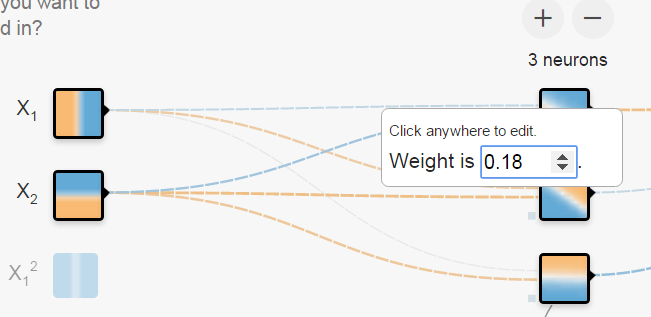 you want to
d in?
+ −
3 neurons
X1
Click anywhere to edit.
Weight is 0.18 .
X2
X1²